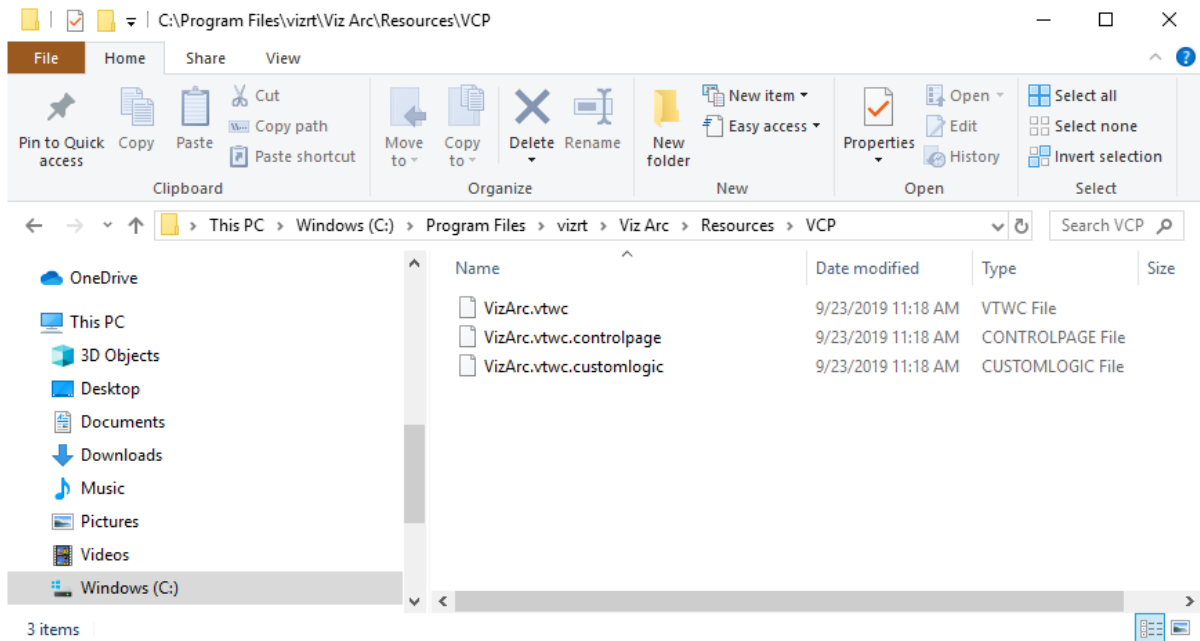 C:\Program Files\vizrt\Viz Arc\Resources\VCP
File Home Share View
Pin to Quick access
Copy
Paste
Cut
Copy path
Paste shortcut
Clipboard
Move to
Copy to
Delete
Rename
Organize
New folder
New item
Easy access
New
Properties
Open
Edit
History
Open
Select all
Select none
Invert selection
Select
This PC > Windows (C:) > Program Files > vizrt > Viz Arc > Resources > VCP
Search VCP
OneDrive
This PC
3D Objects
Desktop
Documents
Downloads
Music
Pictures
Videos
Windows (C:)
Name Date modified Type Size
VizArc.vtwc 9/23/2019 11:18 AM VTWC File
VizArc.vtwc.controlpage 9/23/2019 11:18 AM CONTROLPAGE File
VizArc.vtwc.customlogic 9/23/2019 11:18 AM CUSTOMLOGIC File
3 items